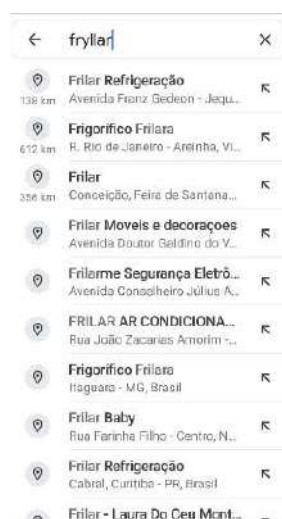 fryllar
Frilar Refrigeração
138 km
Avenida Franz Gedeon - Jequ...
Frigorifico Frilara
612 km
R. Rio de Janeiro - Areinha, Vi...
Frilar
356 km
Conceição, Feira de Santana...
Frilar Moveis e decoraçoes
Avenida Doutor Galdino do V...
Frilarme Segurança Eletrô...
Avenida Conselheiro Július A...
FRILAR AR CONDICIONA...
Rua João Zacarias Amorim -...
Frigorifico Frilara
Itaguara - MG, Brasil
Frilar Baby
Rua Farinha Filho - Centro, N...
Frilar Refrigeração
Cabral, Curitiba - PR, Brasil
Frilar - Laura Do Ceu Mont...